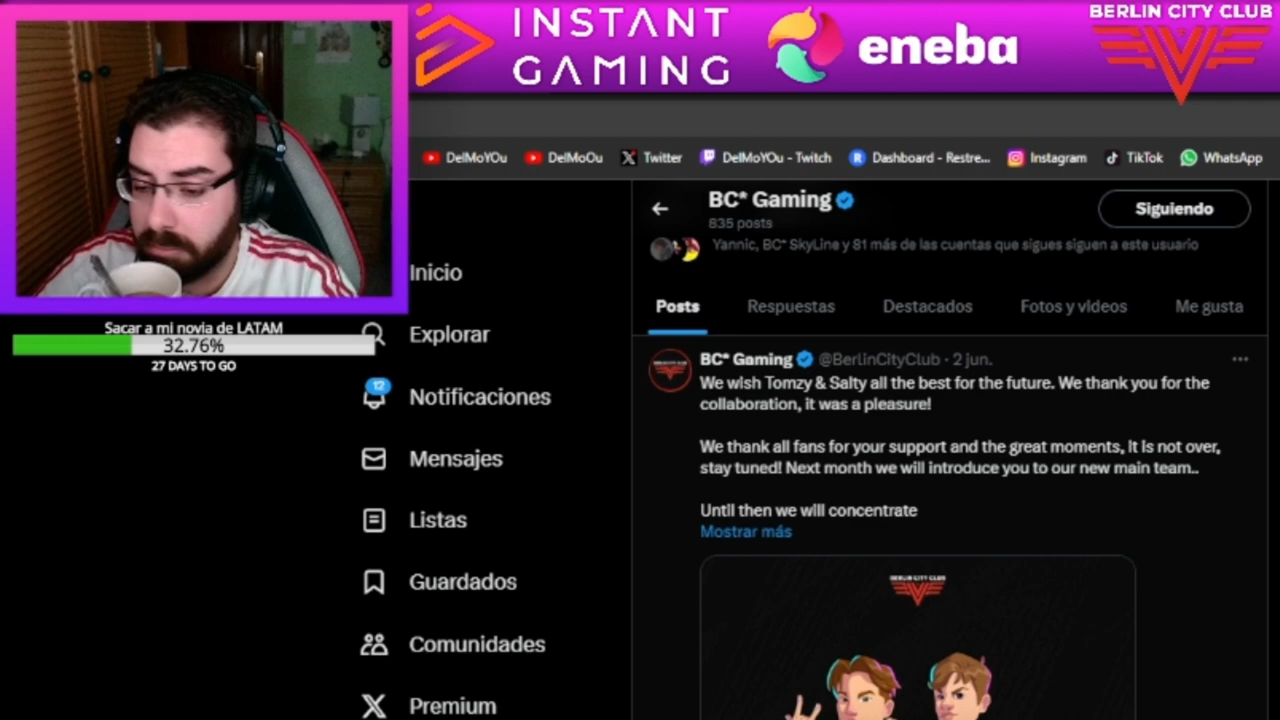 INSTANT
GAMING
eneba
BERLIN CITY CLUB
DelMoYOu
DelMoOu
Twitter
DelMoYOu - Twitch
Dashboard - Restre...
Instagram
TikTok
WhatsApp
BC* Gaming
835 posts
Siguiendo
Yannic, BC* SkyLine y 81 más de las cuentas que sigues siguen a este usuario
Posts
Respuestas
Destacados
Fotos y videos
Me gusta
Sacar a mi novia de LATAM
32.76%
27 DAYS TO GO
Inicio
Explorar
12
Notificaciones
Mensajes
Listas
Guardados
Comunidades
Premium
BC* Gaming @BerlinCityClub · 2 jun.
We wish Tomzy & Salty all the best for the future. We thank you for the
collaboration, it was a pleasure!
We thank all fans for your support and the great moments, it is not over,
stay tuned! Next month we will introduce you to our new main team..
Until then we will concentrate
Mostrar más
BERLIN CITY CLUB